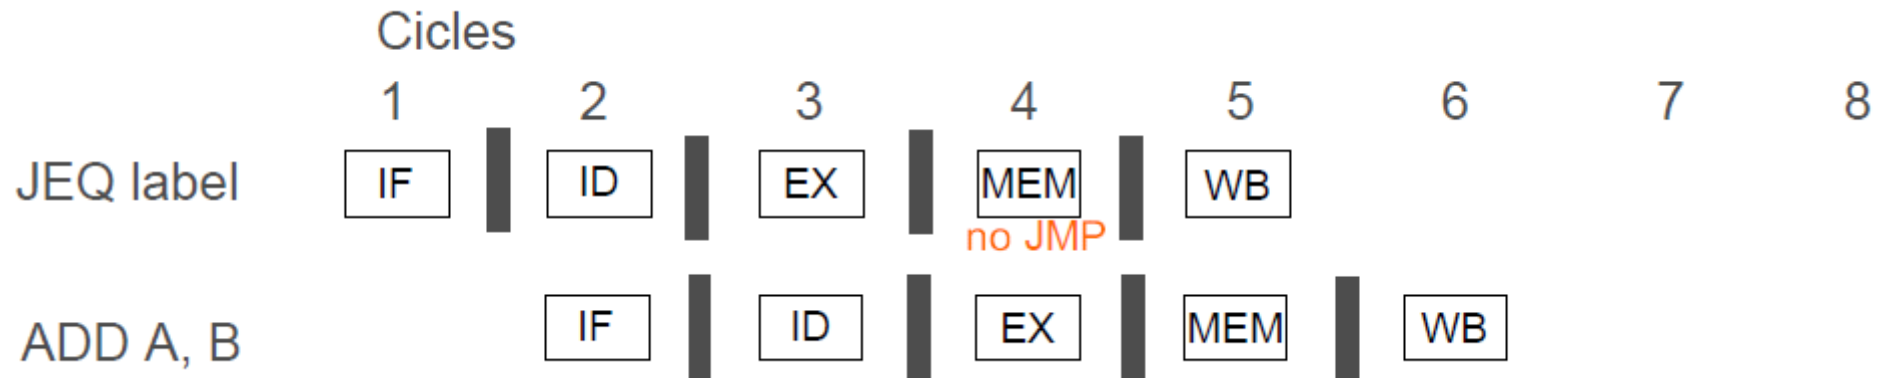 Cicles
1 2 3 4 5 6 7 8
JEQ label IF ID EX MEM WB
no JMP
ADD A, B IF ID EX MEM WB